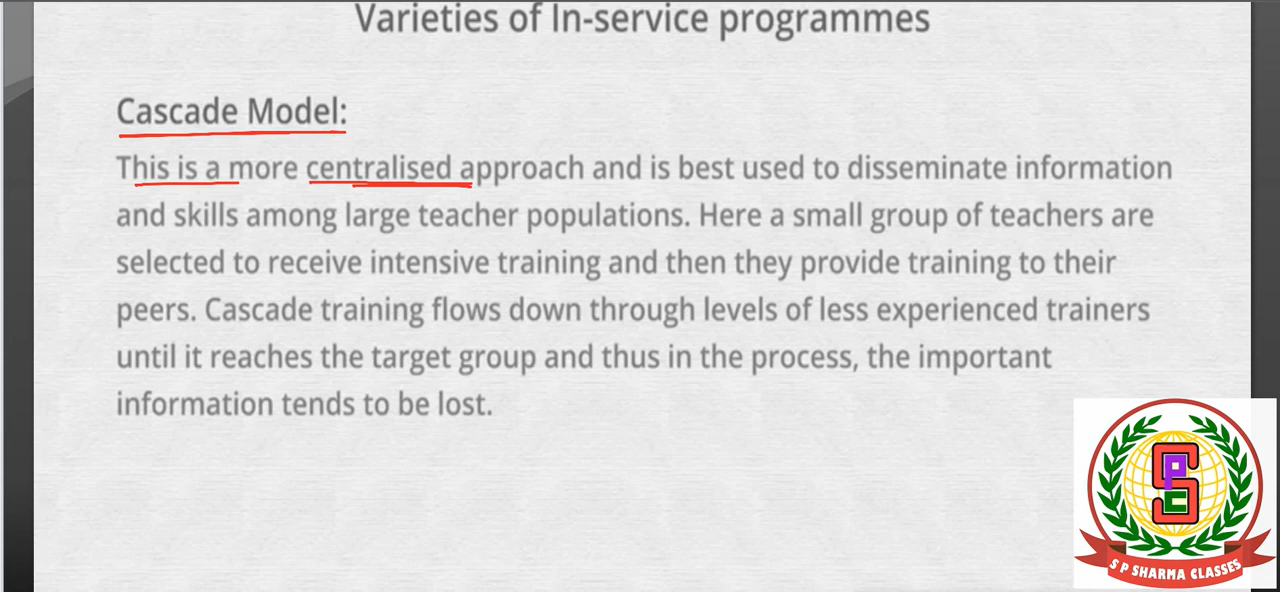 Varieties of In-service programmes
Cascade Model:
This is a more centralised approach and is best used to disseminate information
and skills among large teacher populations. Here a small group of teachers are
selected to receive intensive training and then they provide training to their
peers. Cascade training flows down through levels of less experienced trainers
until it reaches the target group and thus in the process, the important
information tends to be lost.
SPC
S P SHARMA CLASSES